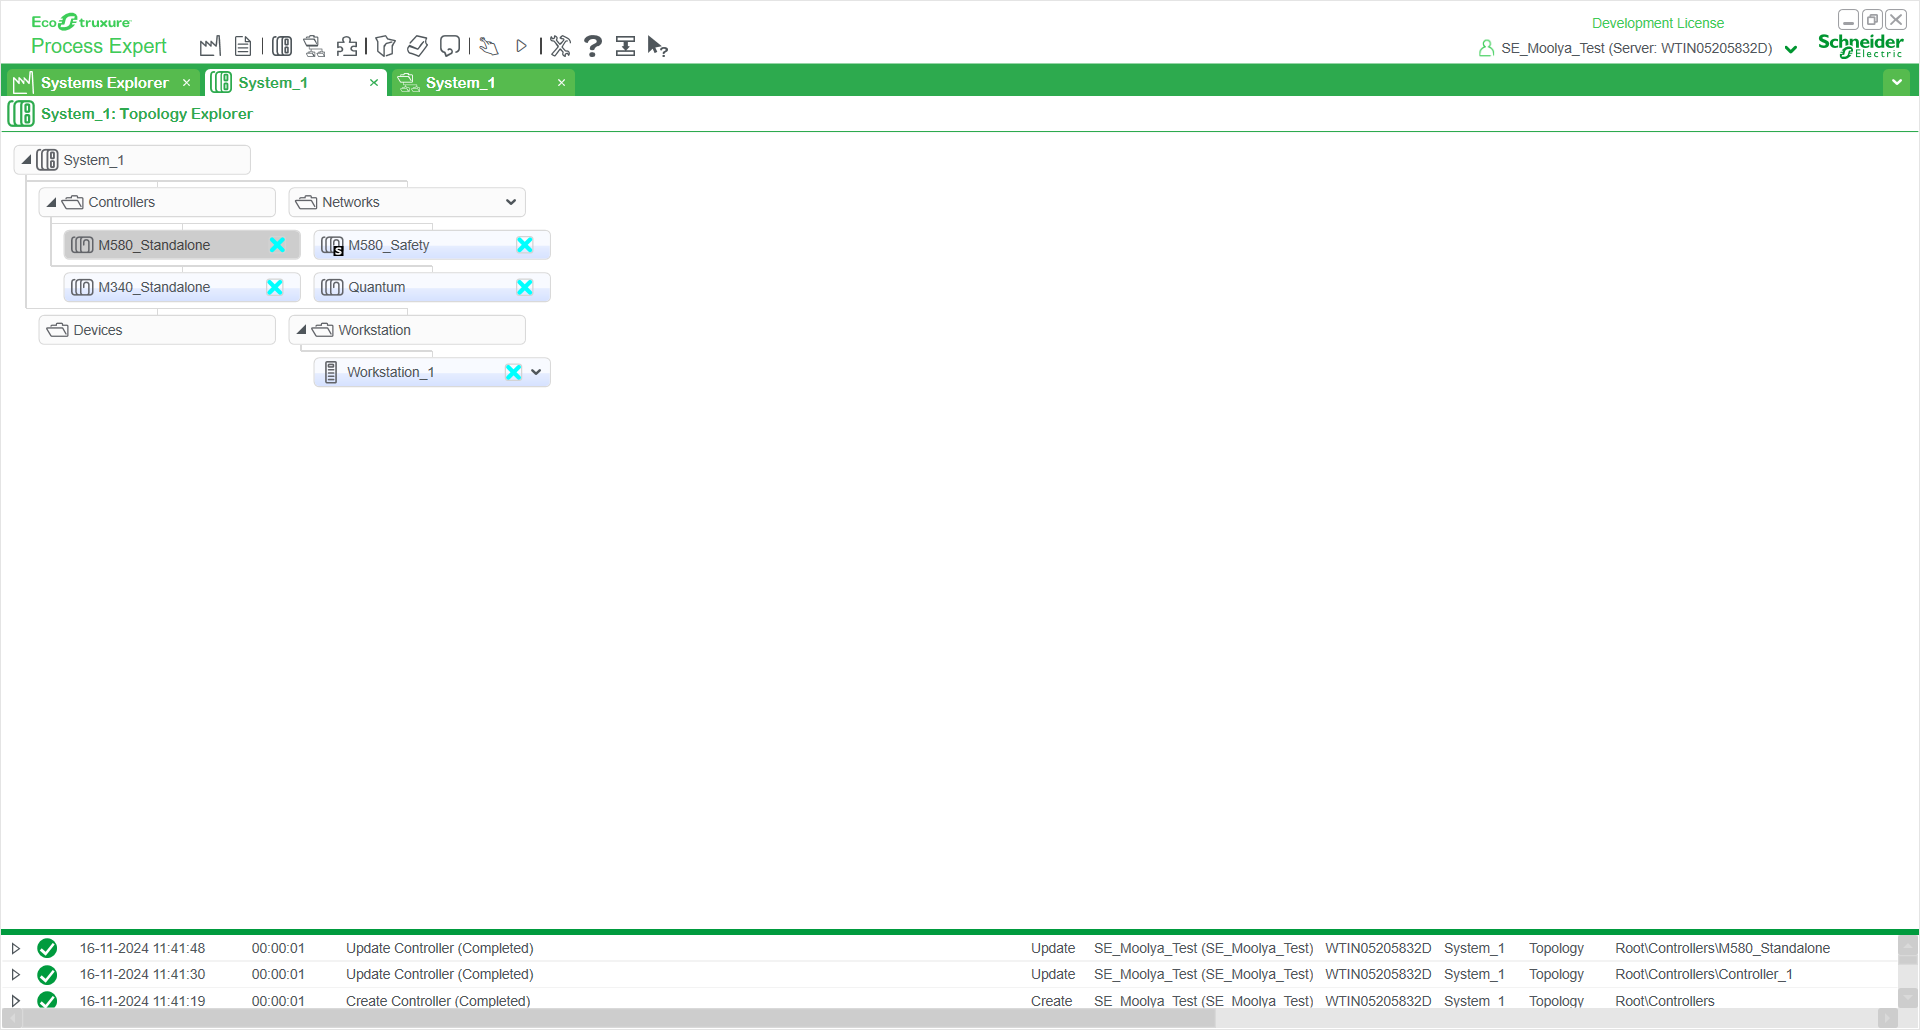 EcoStruxure
Process Expert
Development License
SE_Moolya_Test (Server: WTIN05205832D)
Schneider
Electric
Systems Explorer
System_1
System_1
System_1: Topology Explorer
System_1
Controllers
Networks
M580_Standalone
M580_Safety
M340_Standalone
Quantum
Devices
Workstation
Workstation_1
16-11-2024 11:41:48 00:00:01 Update Controller (Completed) Update SE_Moolya_Test (SE_Moolya_Test) WTIN05205832D System_1 Topology Root\Controllers\M580_Standalone
16-11-2024 11:41:30 00:00:01 Update Controller (Completed) Update SE_Moolya_Test (SE_Moolya_Test) WTIN05205832D System_1 Topology Root\Controllers\Controller_1
16-11-2024 11:41:19 00:00:01 Create Controller (Completed) Create SE_Moolya_Test (SE_Moolya_Test) WTIN05205832D System_1 Topology Root\Controllers